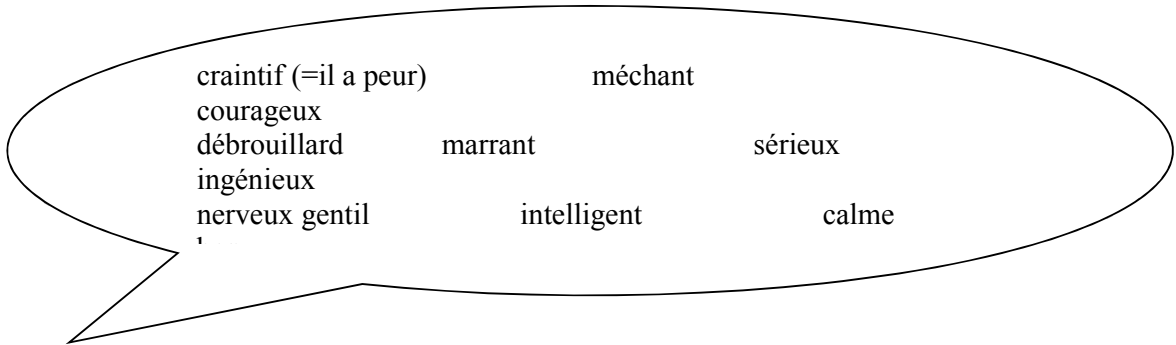 craintif (=il a peur) méchant
courageux
débrouillard marrant sérieux
ingénieux
nerveux gentil intelligent calme